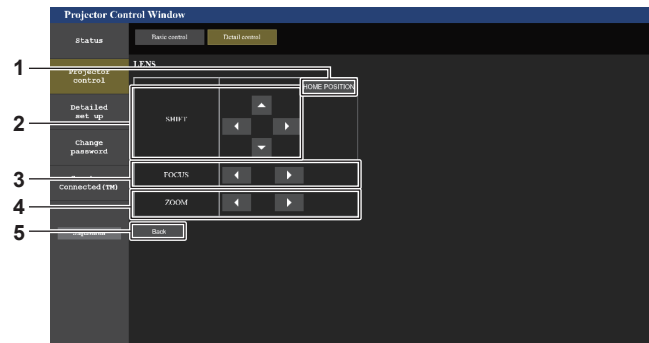 Projector Control Window
Status
Basic control
Detail control
1
LENS
Projector
control
HOME POSITION
Detailed
set up
2
SHIFT
Change
password
3
FOCUS
Connected(TM)
4
ZOOM
5
Back